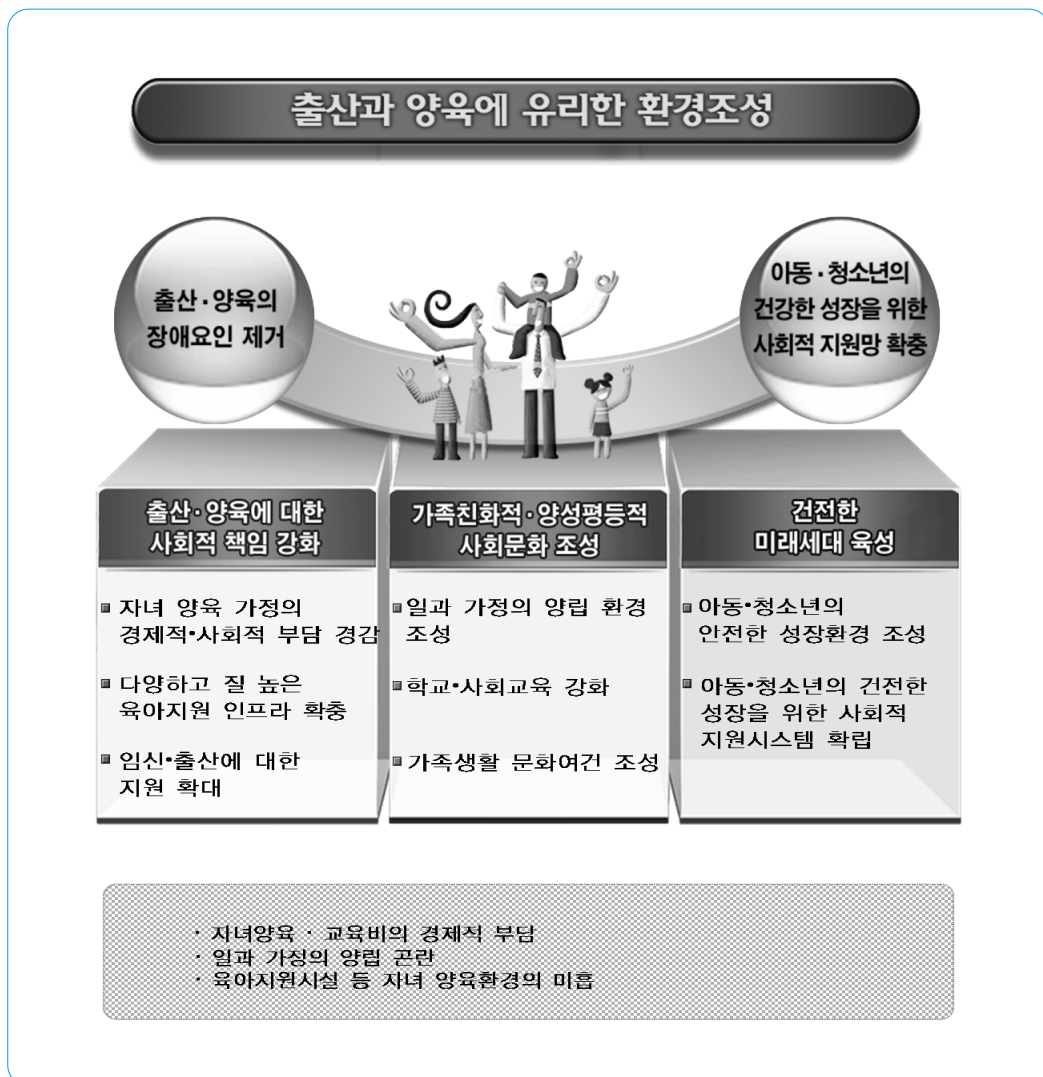 출산과 양육에 유리한 환경조성
출산·양육의
장애요인 제거
아동·청소년의
건강한 성장을 위한
사회적 지원망 확충
출산·양육에 대한
사회적 책임 강화
■ 자녀 양육 가정의
경제적•사회적 부담 경감
■ 다양하고 질 높은
육아지원 인프라 확충
■ 임신•출산에 대한
지원 확대
가족친화적·양성평등적
사회문화 조성
■ 일과 가정의 양립 환경
조성
■ 학교•사회교육 강화
■ 가족생활 문화여건 조성
건전한
미래세대 육성
■ 아동•청소년의
안전한 성장환경 조성
■ 아동•청소년의 건전한
성장을 위한 사회적
지원시스템 확립
· 자녀양육 · 교육비의 경제적 부담
· 일과 가정의 양립 곤란
· 육아지원시설 등 자녀 양육환경의 미흡